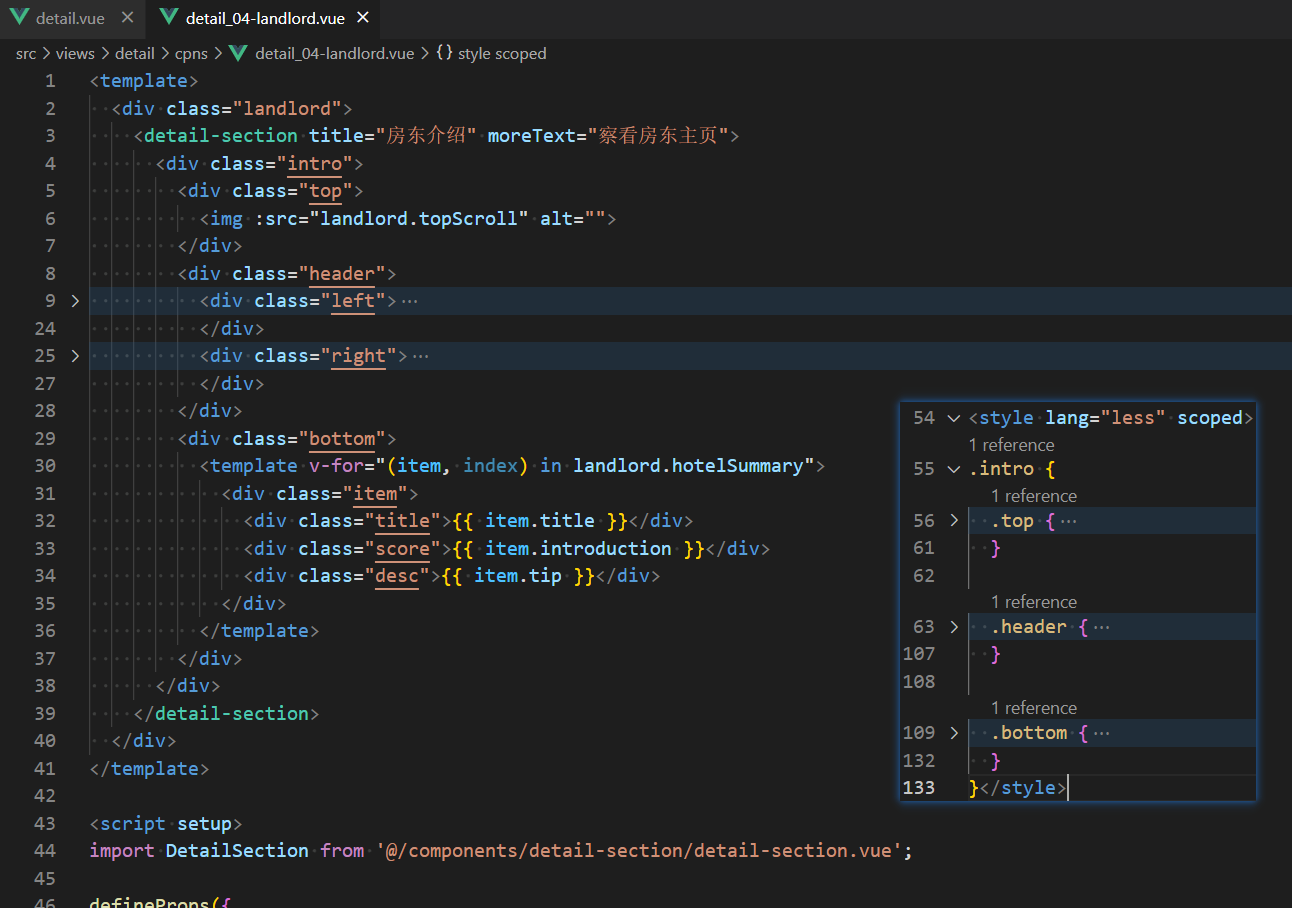 detail.vue ×  detail_04-landlord.vue ×
src > views > detail > cpns > detail_04-landlord.vue > {} style scoped
1 <template>
2 <div class="landlord">
3 <detail-section title="房东介绍" moreText="察看房东主页">
4 <div class="intro">
5 <div class="top">
6 <img :src="landlord.topScroll" alt="">
7 </div>
8 <div class="header">
9 > <div class="left">···
24 </div>
25 > <div class="right">···
27 </div>
28 </div>
29 <div class="bottom">
30 <template v-for="(item, index) in landlord.hotelSummary">
31 <div class="item">
32 <div class="title">{{ item.title }}</div>
33 <div class="score">{{ item.introduction }}</div>
34 <div class="desc">{{ item.tip }}</div>
35 </div>
36 </template>
37 </div>
38 </div>
39 </detail-section>
40 </div>
41 </template>
42
43 <script setup>
44 import DetailSection from '@/components/detail-section/detail-section.vue';
45
46 defineProps({
54 <style lang="less" scoped>
1 reference
55 .intro {
1 reference
56 > .top {···
61 }
62
1 reference
63 > .header {···
107 }
108
1 reference
109 > .bottom {···
132 }
133 }</style>